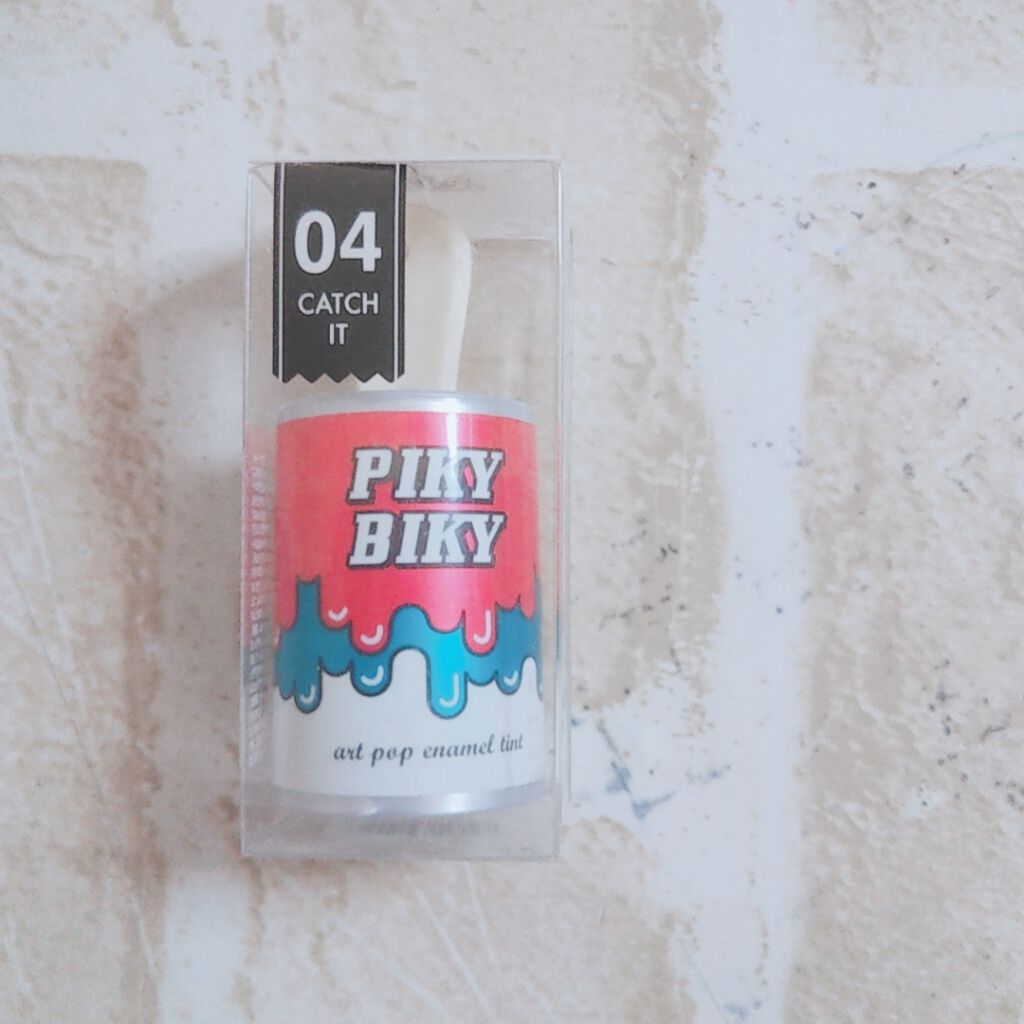 04
CATCH
IT
PIKY
BIKY
art pop enamel tint